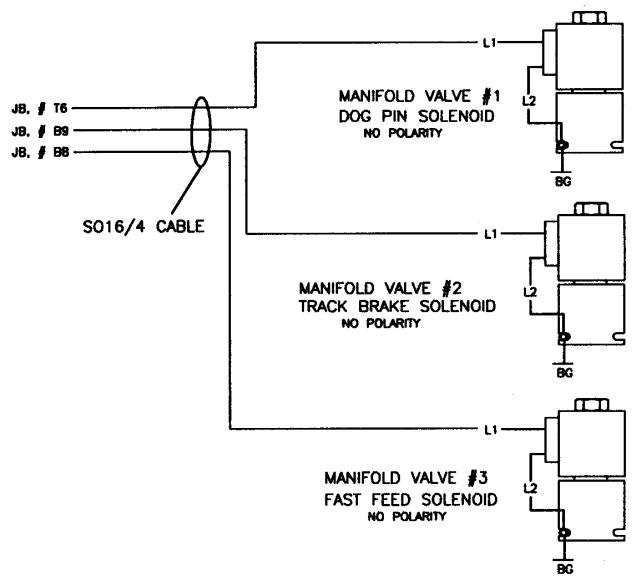 L1
JB. # T6
JB. # B9
JB. # B8
MANIFOLD VALVE #1
DOG PIN SOLENOID
NO POLARITY
L2
BG
SO16/4 CABLE
L1
MANIFOLD VALVE #2
TRACK BRAKE SOLENOID
NO POLARITY
L2
BG
L1
MANIFOLD VALVE #3
FAST FEED SOLENOID
NO POLARITY
L2
BG